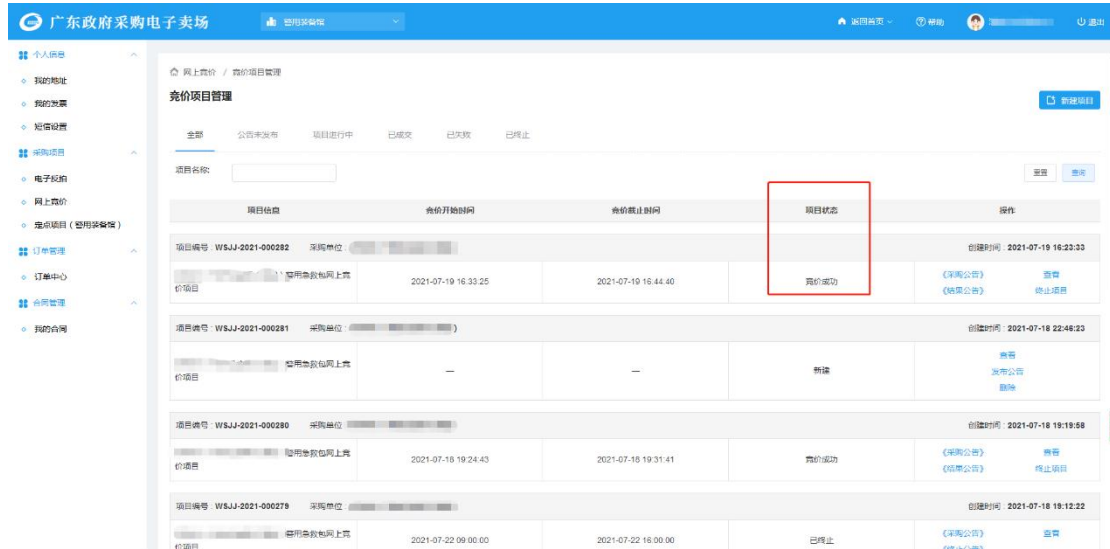 广东政府采购电子卖场 警用装备馆 返回首页 帮助 退出
个人信息
我的地址
我的发票
短信设置
采购项目
电子反拍
网上竞价
定点项目（警用装备馆）
订单管理
订单中心
合同管理
我的合同
网上竞价 / 竞价项目管理
竞价项目管理 新建项目
全部 公告未发布 项目进行中 已成交 已失败 已终止
项目名称: 重置 查询
项目信息 竞价开始时间 竞价截止时间 项目状态 操作
项目编号：WSJJ-2021-000282 采购单位： 创建时间：2021-07-19 16:23:33
警用急救包网上竞价项目 2021-07-19 16:33:25 2021-07-19 16:44:40 竞价成功 《采购公告》 查看
《结果公告》 终止项目
项目编号：WSJJ-2021-000281 采购单位： ) 创建时间：2021-07-18 22:46:23
警用急救包网上竞价项目 — — 新建 查看
发布公告
删除
项目编号：WSJJ-2021-000280 采购单位 创建时间：2021-07-18 19:19:58
警用急救包网上竞价项目 2021-07-18 19:24:43 2021-07-18 19:31:41 竞价成功 《采购公告》 查看
《结果公告》 终止项目
项目编号：WSJJ-2021-000279 采购单位： 创建时间：2021-07-18 19:12:22
警用急救包网上竞价项目 2021-07-22 09:00:00 2021-07-22 16:00:00 已终止 《采购公告》 查看